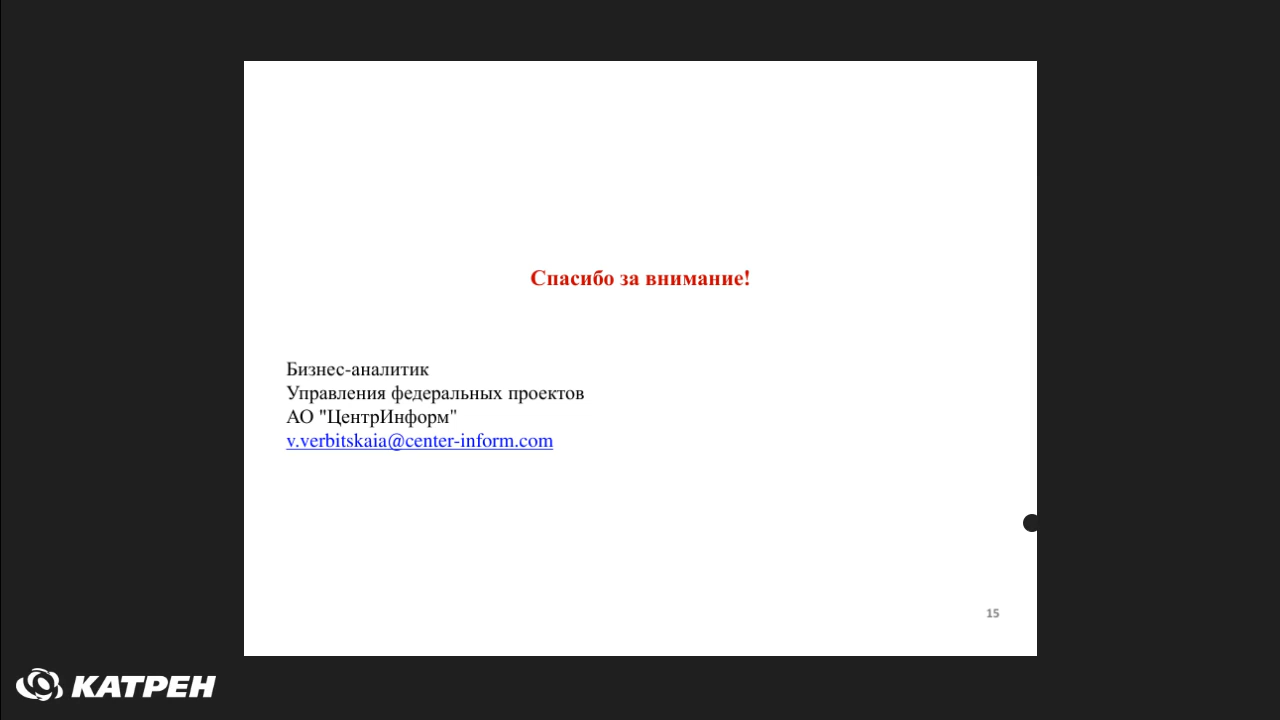 Спасибо за внимание!
Бизнес-аналитик
Управления федеральных проектов
АО "ЦентрИнформ"
v.verbitskaia@center-inform.com
15
КАТРЕН